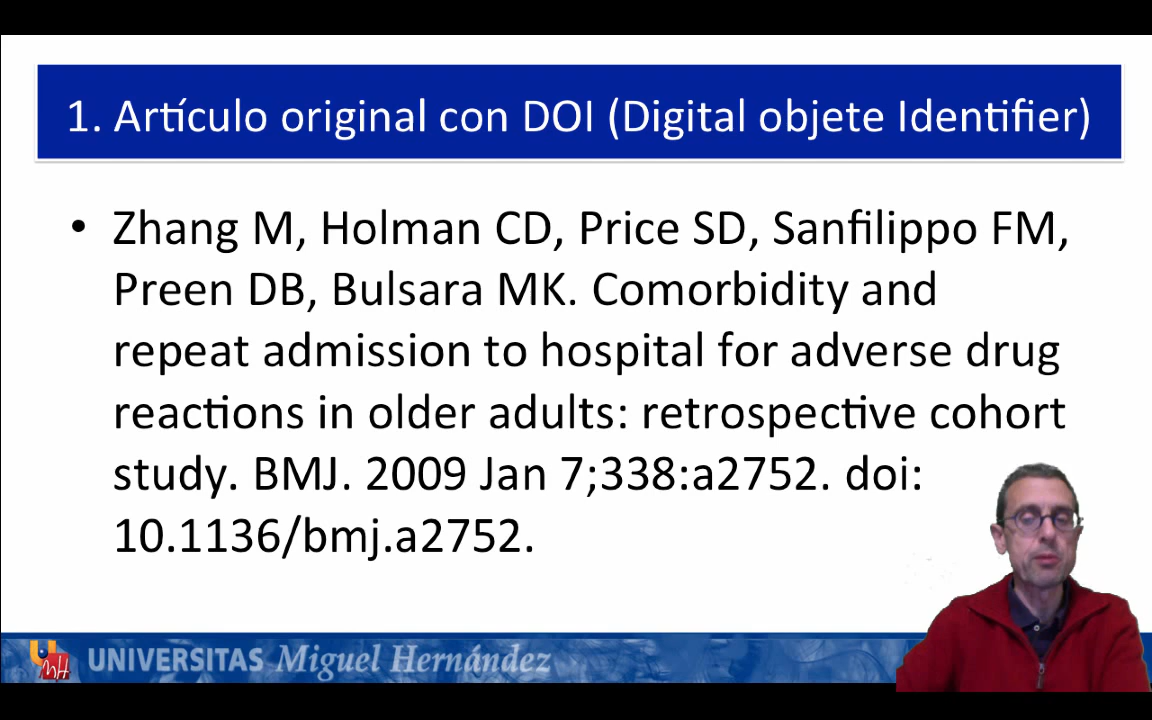 1. Artículo original con DOI (Digital objete Identifier)
• Zhang M, Holman CD, Price SD, Sanfilippo FM,
Preen DB, Bulsara MK. Comorbidity and
repeat admission to hospital for adverse drug
reactions in older adults: retrospective cohort
study. BMJ. 2009 Jan 7;338:a2752. doi:
10.1136/bmj.a2752.
UNIVERSITAS Miguel Hernández